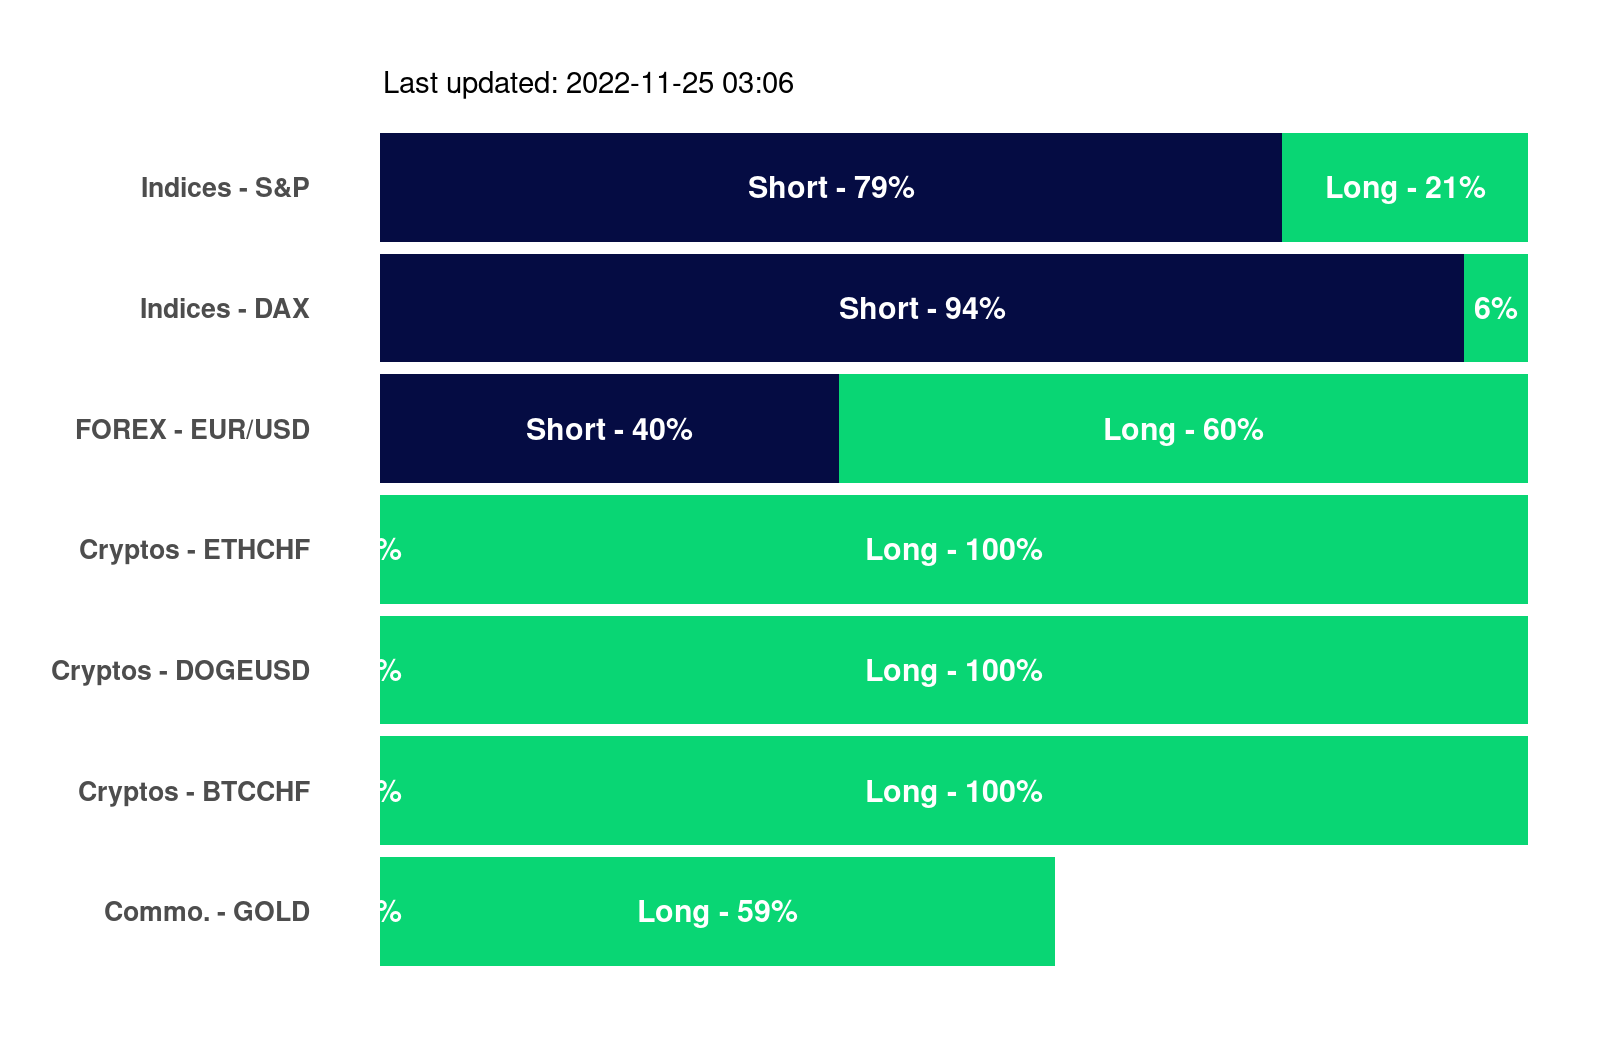 Last updated: 2022-11-25 03:06
Indices - S&P Short - 79% Long - 21%
Indices - DAX Short - 94% 6%
FOREX - EUR/USD Short - 40% Long - 60%
Cryptos - ETHCHF % Long - 100%
Cryptos - DOGEUSD % Long - 100%
Cryptos - BTCCHF % Long - 100%
Commo. - GOLD % Long - 59%